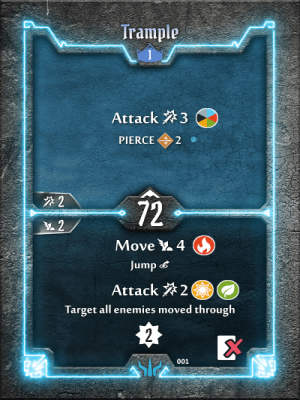 Trample
1
Attack 3
PIERCE 2
2
72
2
Move 4
Jump
Attack 2
Target all enemies moved through
2
001